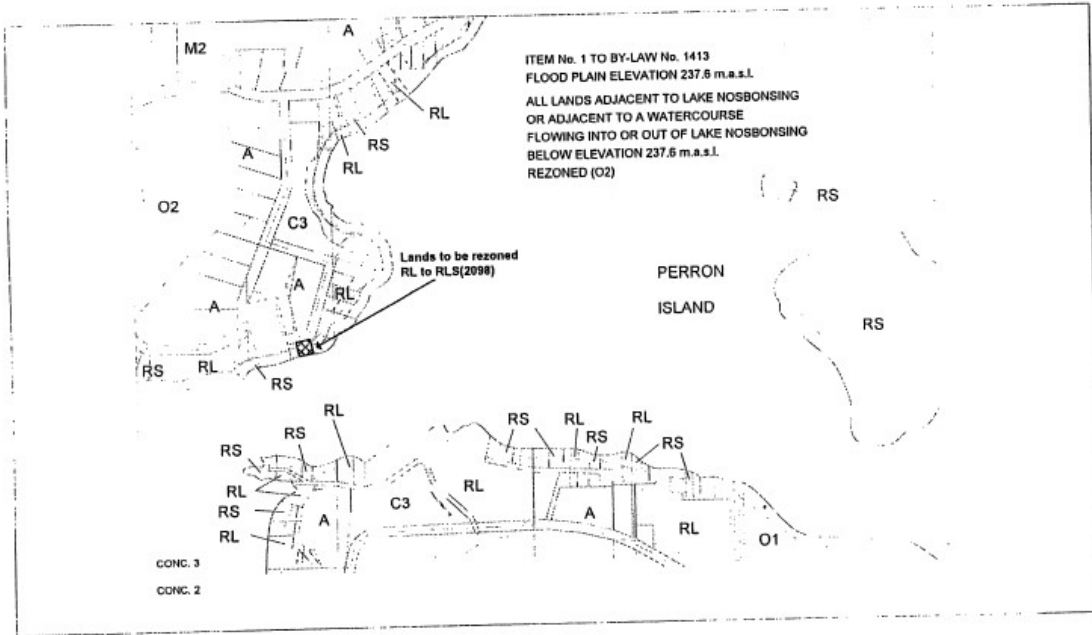 M2
A
ITEM No. 1 TO BY-LAW No. 1413
FLOOD PLAIN ELEVATION 237.6 m.a.s.l.
ALL LANDS ADJACENT TO LAKE NOSBONSING
OR ADJACENT TO A WATERCOURSE
FLOWING INTO OR OUT OF LAKE NOSBONSING
BELOW ELEVATION 237.6 m.a.s.l.
REZONED (O2)
RL
RS
RL
A
O2
C3
RS
Lands to be rezoned
RL to RLS(2098)
PERRON
ISLAND
A
RL
A
RS
RS
RL
RS
RL
RS
RL
RS
RL
RS
RS
RS
RL
RL
C3
RS
A
A
RL
RL
O1
CONC. 3
CONC. 2